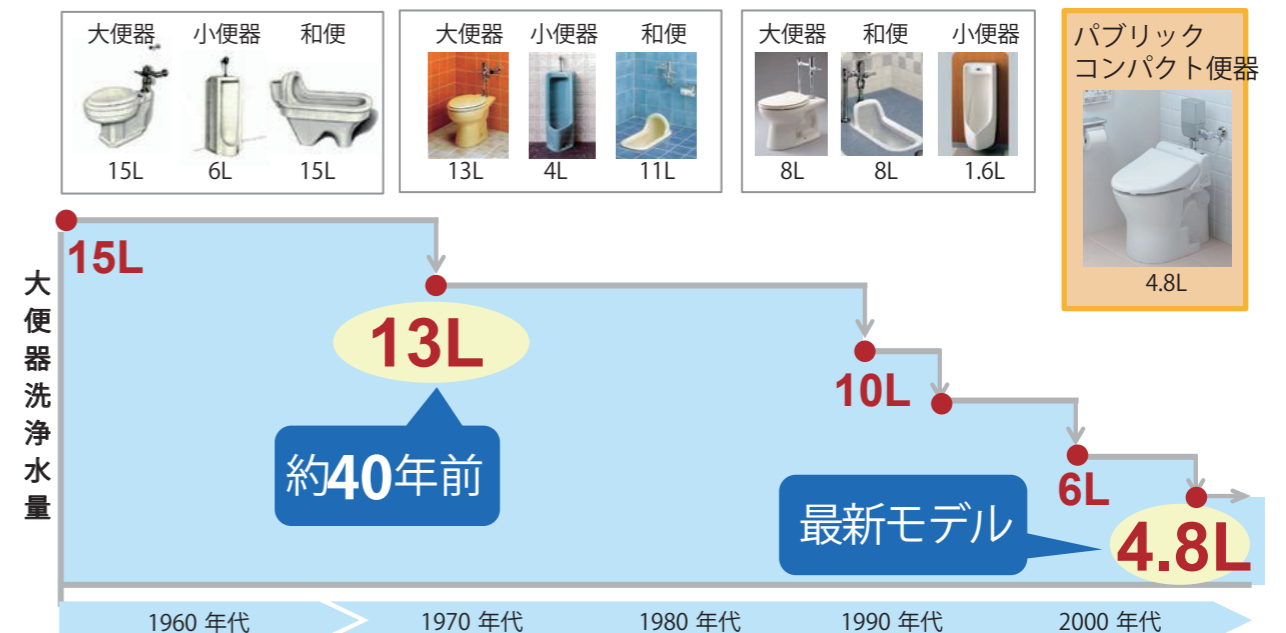 大便器 小便器 和便
15L 6L 15L
大便器 小便器 和便
13L 4L 11L
大便器 和便 小便器
8L 8L 1.6L
パブリック
コンパクト便器
4.8L
大便器洗浄水量
15L
13L
約40年前
10L
6L
最新モデル
4.8L
1960 年代 1970 年代 1980 年代 1990 年代 2000 年代